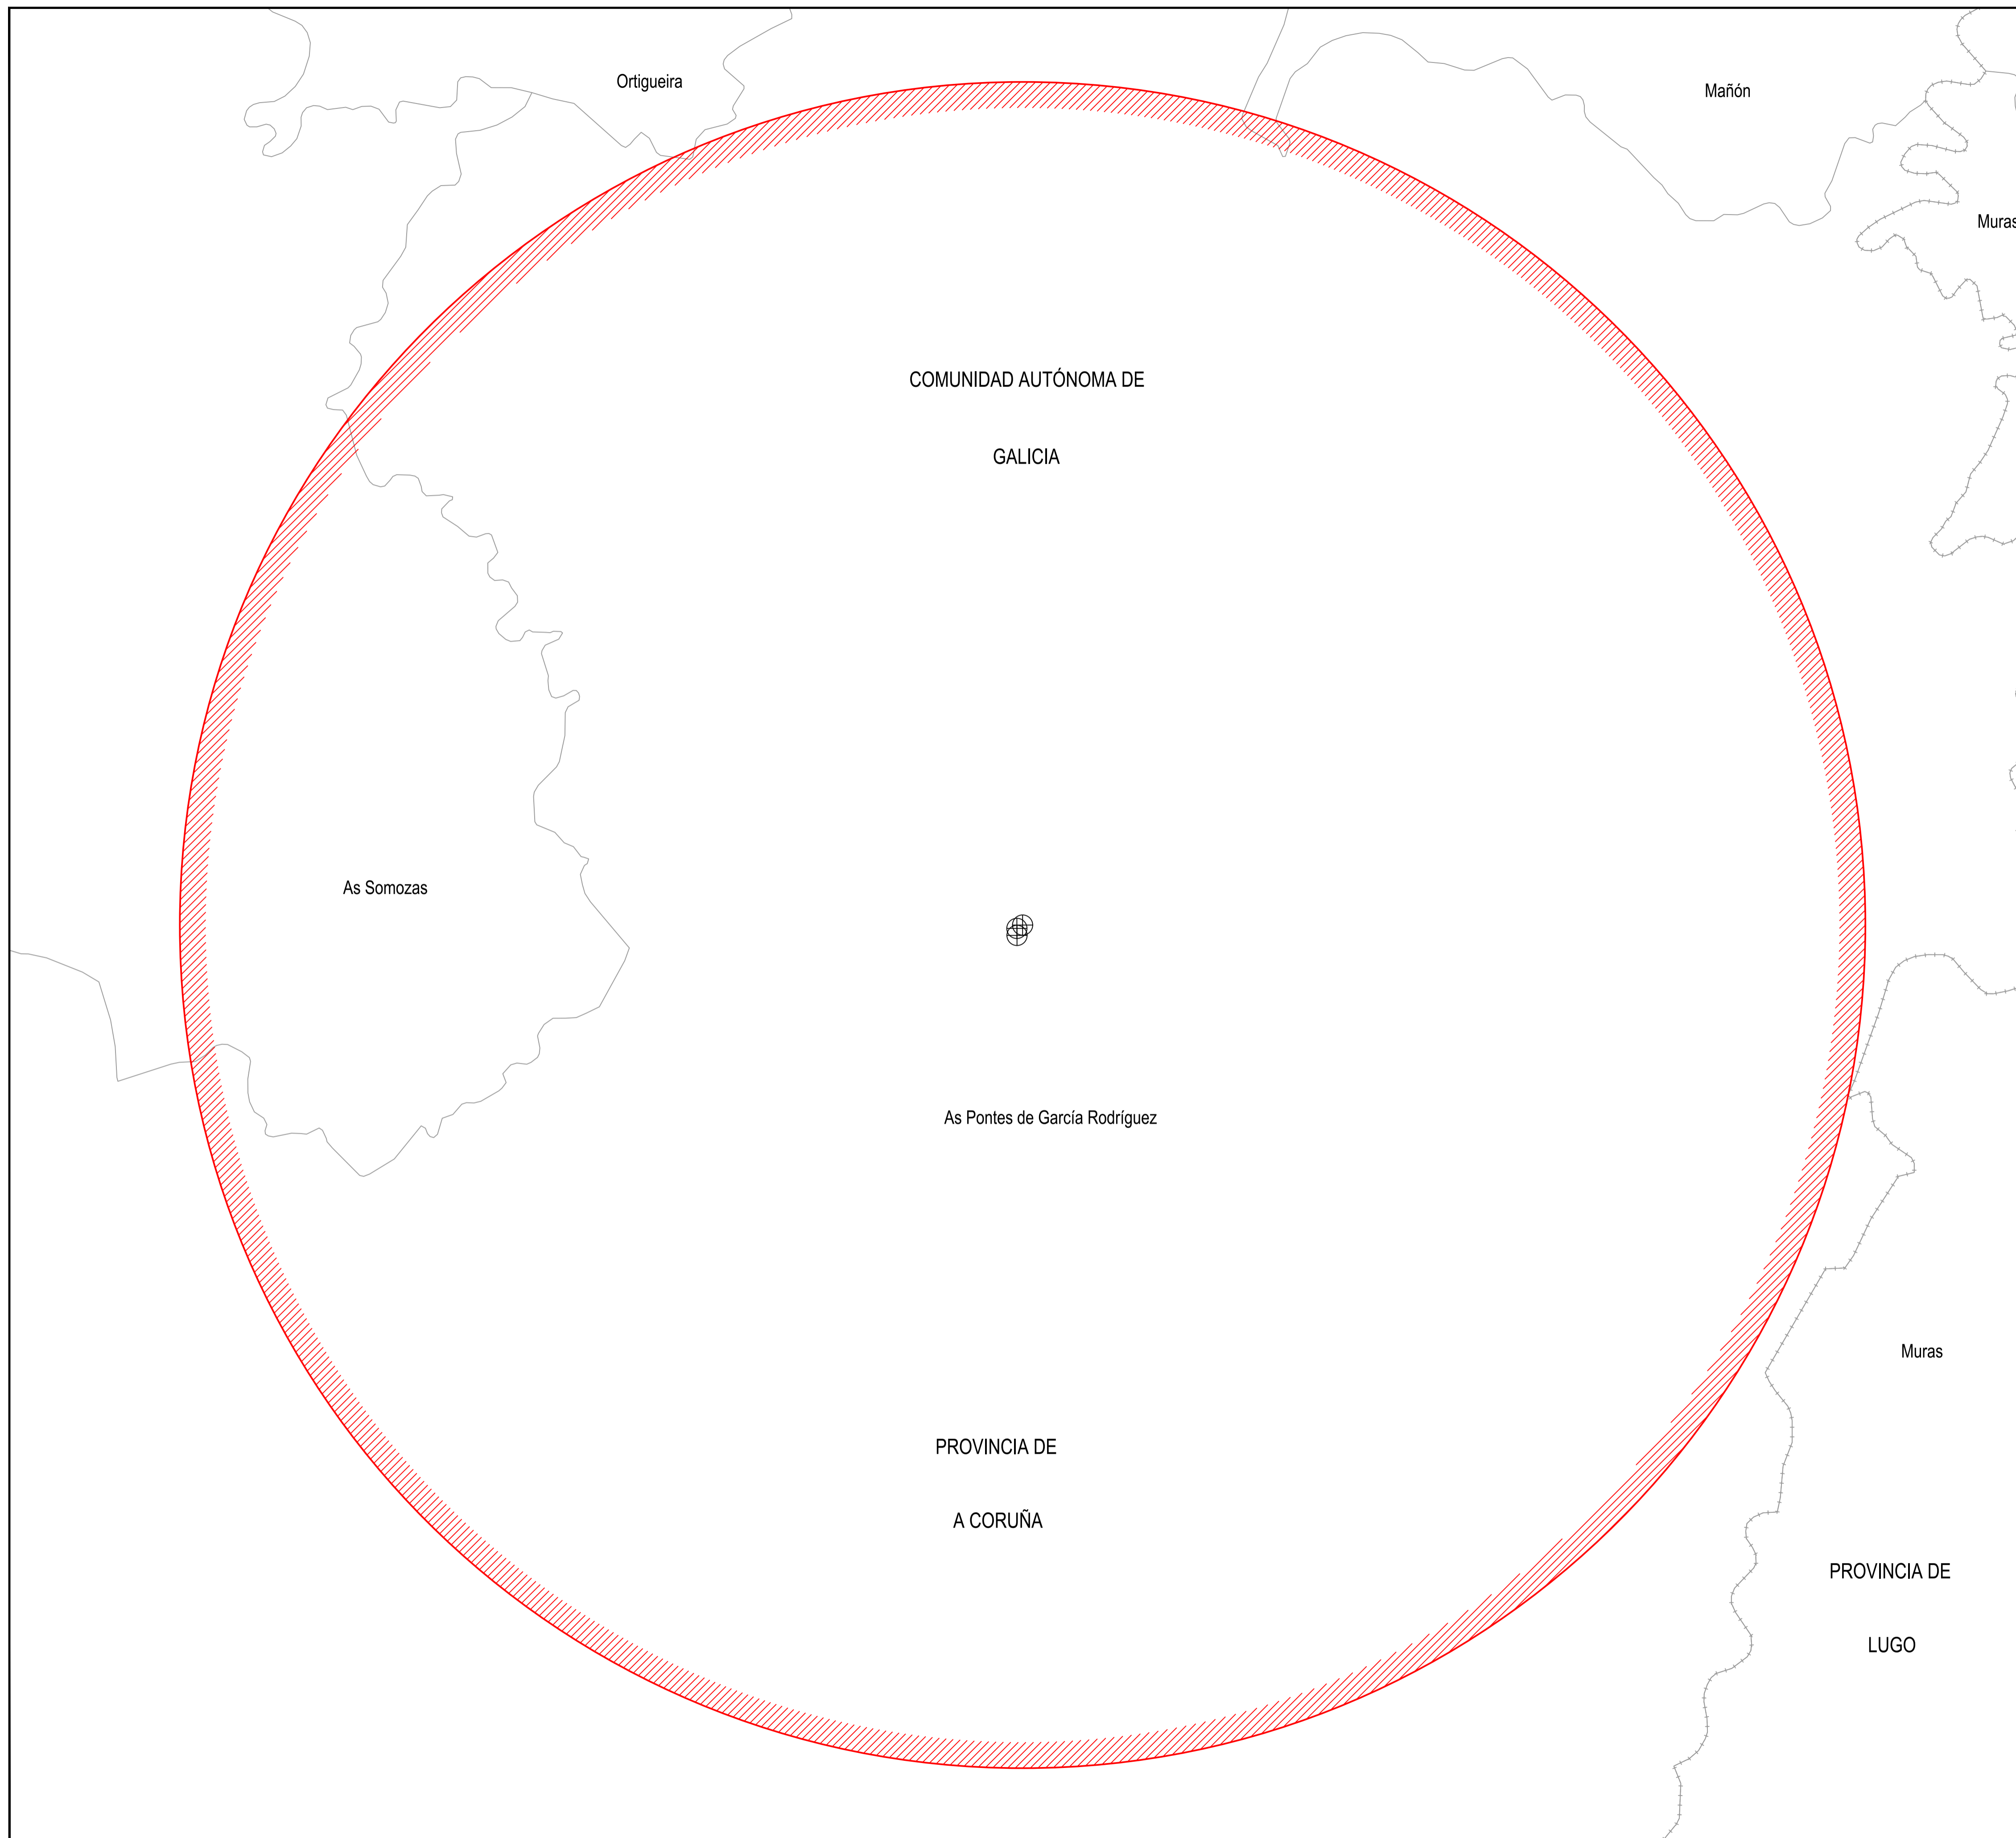 Ortigueira
Mañón
Muras
COMUNIDAD AUTÓNOMA DE
GALICIA
As Somozas
As Pontes de García Rodríguez
Muras
PROVINCIA DE
A CORUÑA
PROVINCIA DE
LUGO